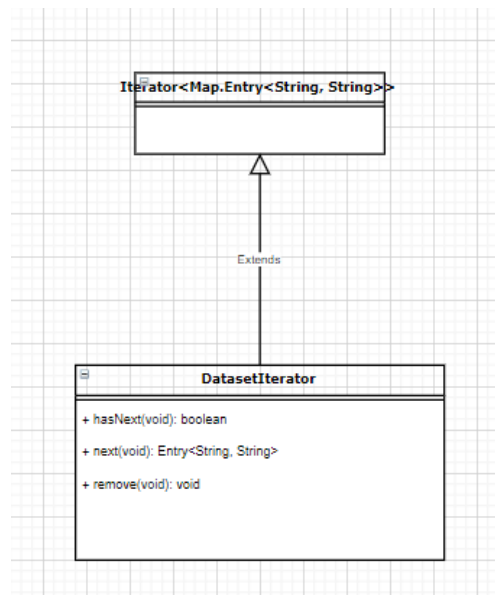 Iterator<Map.Entry<String, String>>
Extends
DatasetIterator
+ hasNext(void): boolean
+ next(void): Entry<String, String>
+ remove(void): void